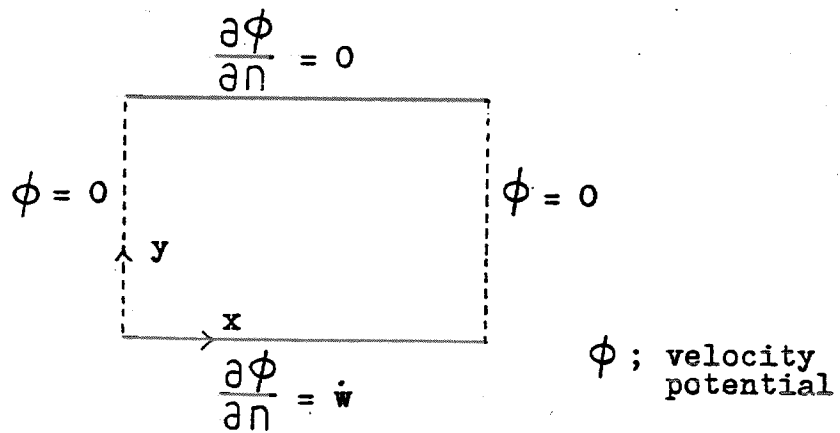 ∂ϕ/∂n = 0
ϕ = 0
ϕ = 0
y
x
∂ϕ/∂n = ẇ
ϕ ; velocity
potential